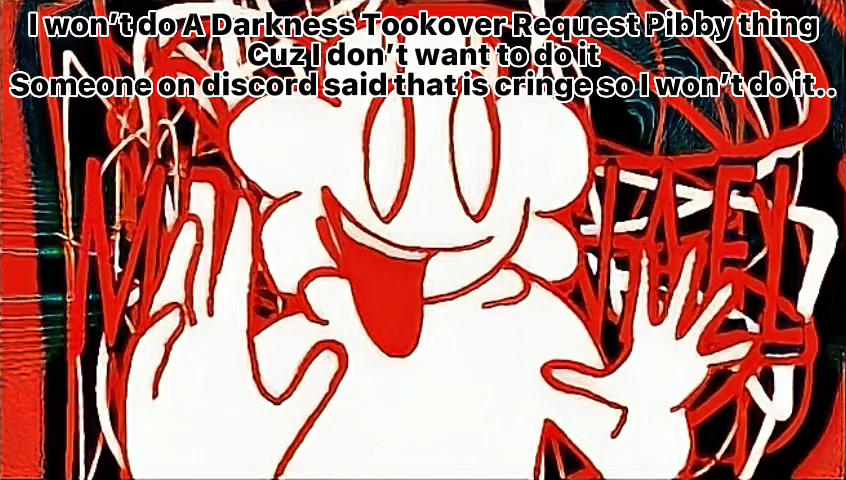 I won't do A Darkness Tookover Request Pibby thing
Cuz I don't want to do it
Someone on discord said that is cringe so I won't do it..